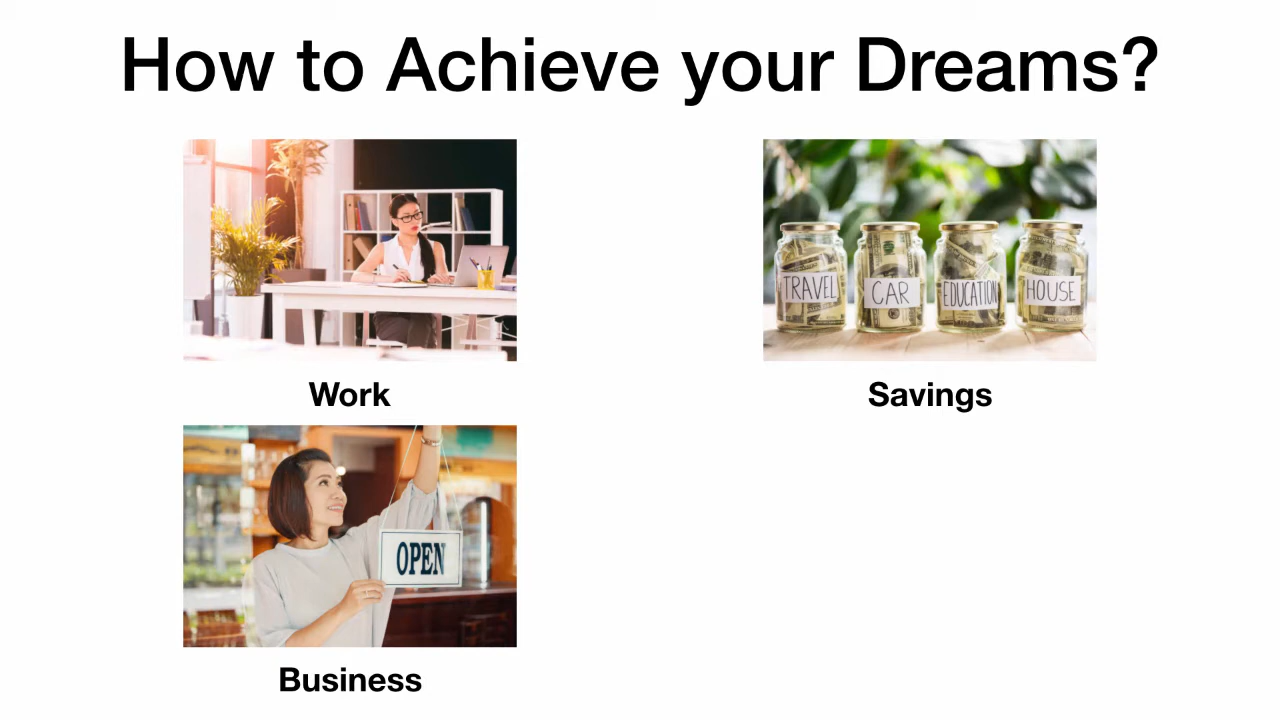 How to Achieve your Dreams?
TRAVEL
CAR
EDUCATION
HOUSE
Work
Savings
OPEN
Business